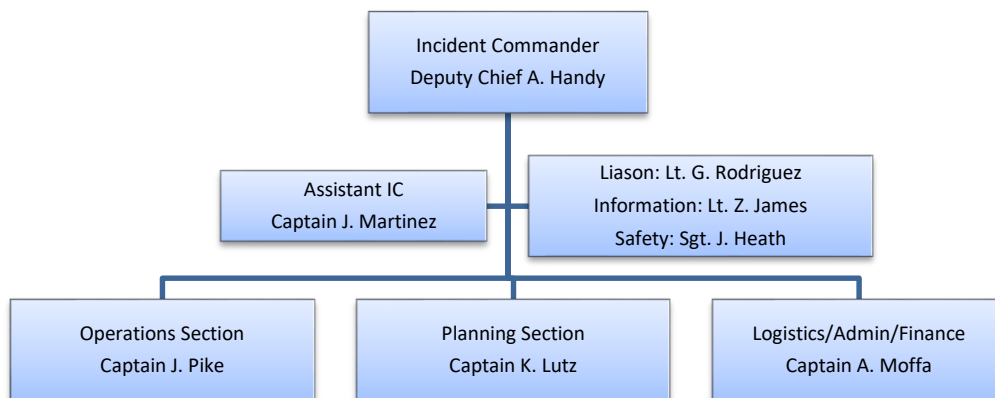 Incident Commander
Deputy Chief A. Handy
Assistant IC
Captain J. Martinez
Liason: Lt. G. Rodriguez
Information: Lt. Z. James
Safety: Sgt. J. Heath
Operations Section
Captain J. Pike
Planning Section
Captain K. Lutz
Logistics/Admin/Finance
Captain A. Moffa